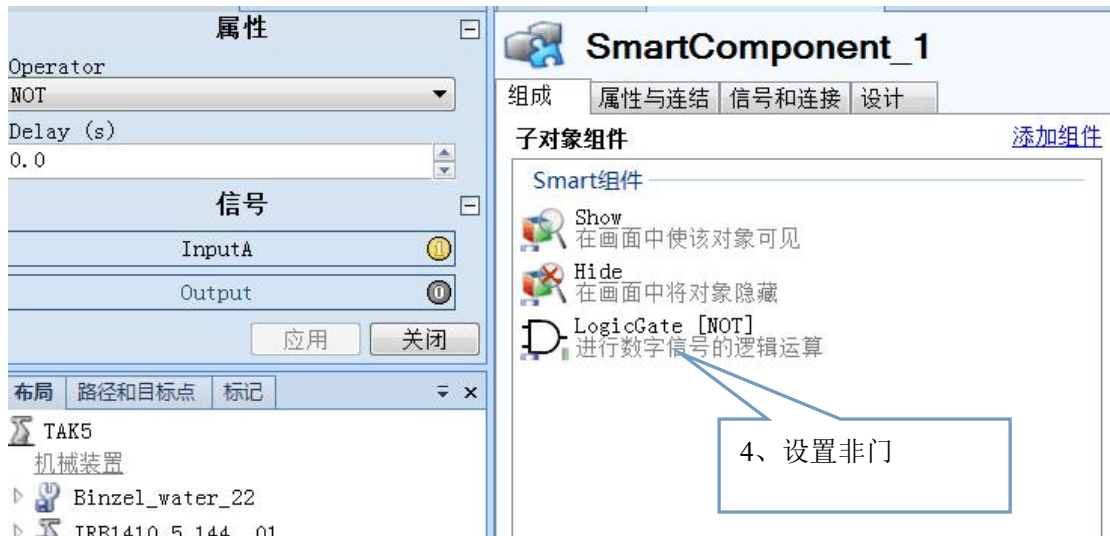 属性
Operator
NOT
Delay (s)
0.0
信号
InputA
1
Output
0
应用
关闭
布局
路径和目标点
标记
TAK5
机械装置
Binzel_water_22
SmartComponent_1
组成
属性与连结
信号和连接
设计
子对象组件
添加组件
Smart组件
Show
在画面中使该对象可见
Hide
在画面中将对象隐藏
LogicGate [NOT]
进行数字信号的逻辑运算
4、设置非门